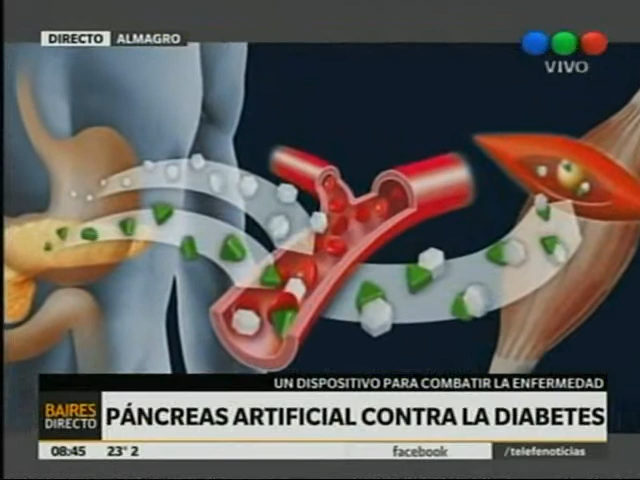 DIRECTO ALMAGRO
VIVO
UN DISPOSITIVO PARA COMBATIR LA ENFERMEDAD
BAIRES DIRECTO
PÁNCREAS ARTIFICIAL CONTRA LA DIABETES
08:45 23° 2 facebook /telefenoticias